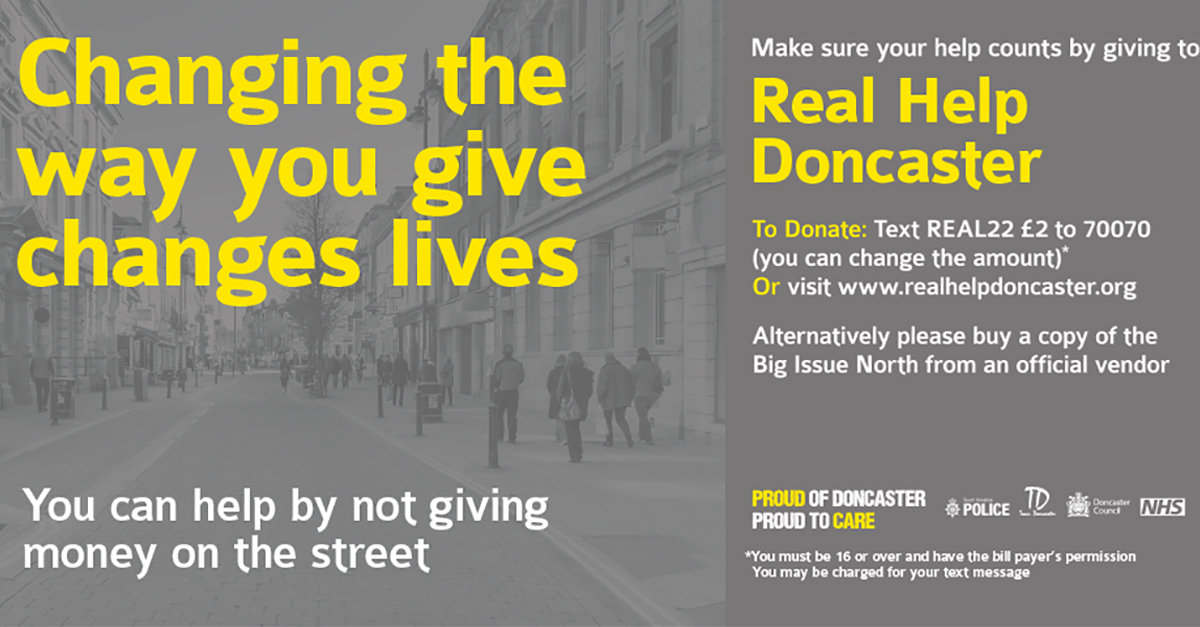 Changing the
way you give
changes lives
You can help by not giving
money on the street
Make sure your help counts by giving to
Real Help
Doncaster
To Donate: Text REAL22 £2 to 70070
(you can change the amount)*
Or visit www.realhelpdoncaster.org
Alternatively please buy a copy of the
Big Issue North from an official vendor
PROUD OF DONCASTER
PROUD TO CARE
South Yorkshire
POLICE
TD
Doncaster
Council
NHS
*You must be 16 or over and have the bill payer's permission
You may be charged for your text message